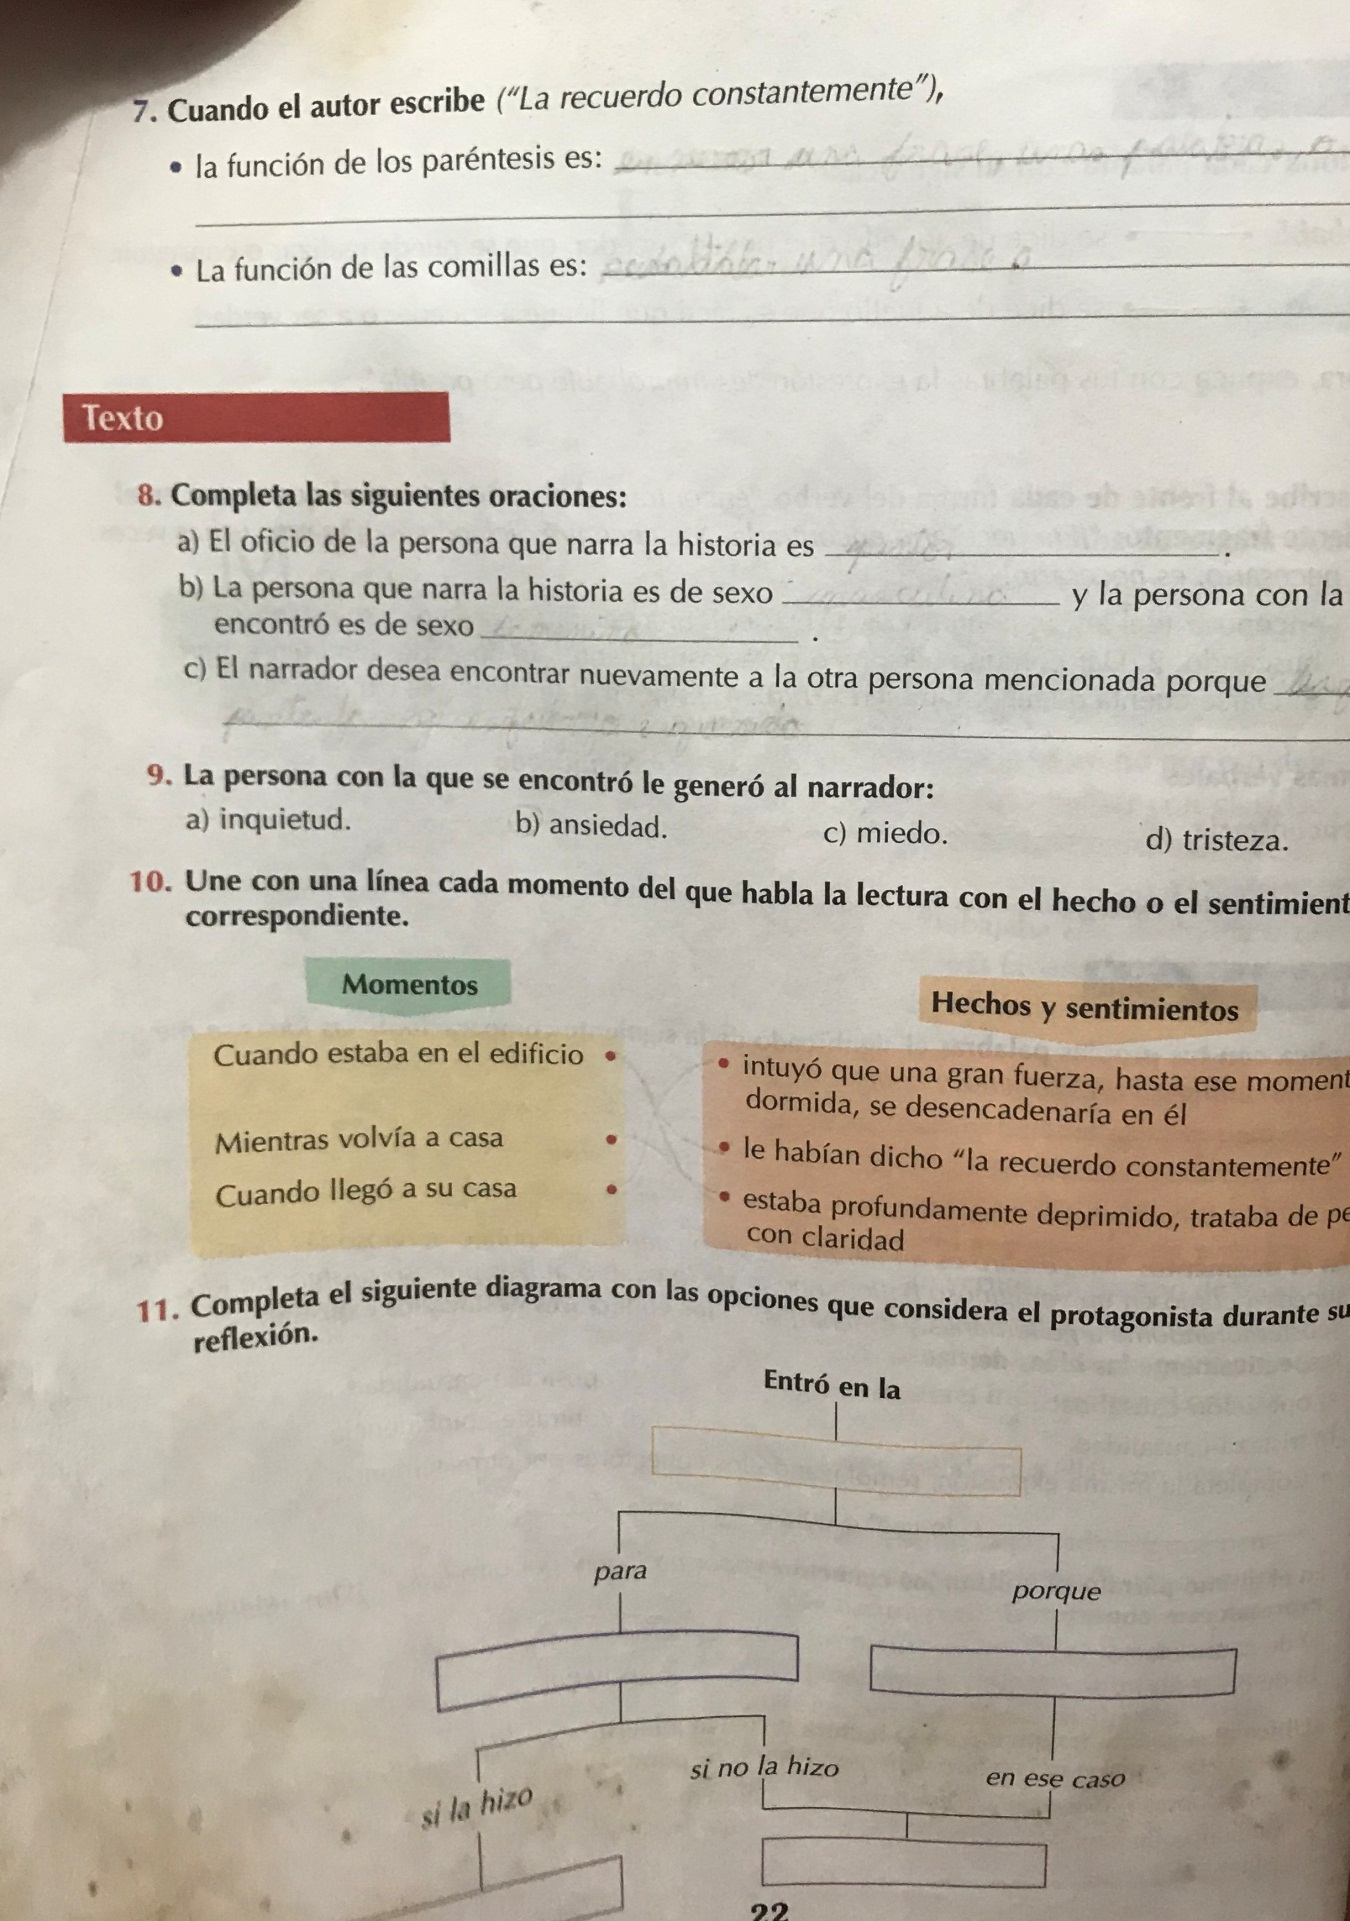 7. Cuando el autor escribe (“La recuerdo constantemente”),
• la función de los paréntesis es: una palabra, o
• La función de las comillas es: una frase o
Texto
8. Completa las siguientes oraciones:
a) El oficio de la persona que narra la historia es pintor.
b) La persona que narra la historia es de sexo masculino y la persona con la
encontró es de sexo .
c) El narrador desea encontrar nuevamente a la otra persona mencionada porque
9. La persona con la que se encontró le generó al narrador:
a) inquietud. b) ansiedad. c) miedo. d) tristeza.
10. Une con una línea cada momento del que habla la lectura con el hecho o el sentimient
correspondiente.
Momentos
Hechos y sentimientos
Cuando estaba en el edificio •
Mientras volvía a casa •
Cuando llegó a su casa •
• intuyó que una gran fuerza, hasta ese moment
dormida, se desencadenaría en él
• le habían dicho “la recuerdo constantemente”
• estaba profundamente deprimido, trataba de pe
con claridad
11. Completa el siguiente diagrama con las opciones que considera el protagonista durante su
reflexión.
Entró en la
para
porque
si la hizo
si no la hizo
en ese caso
22